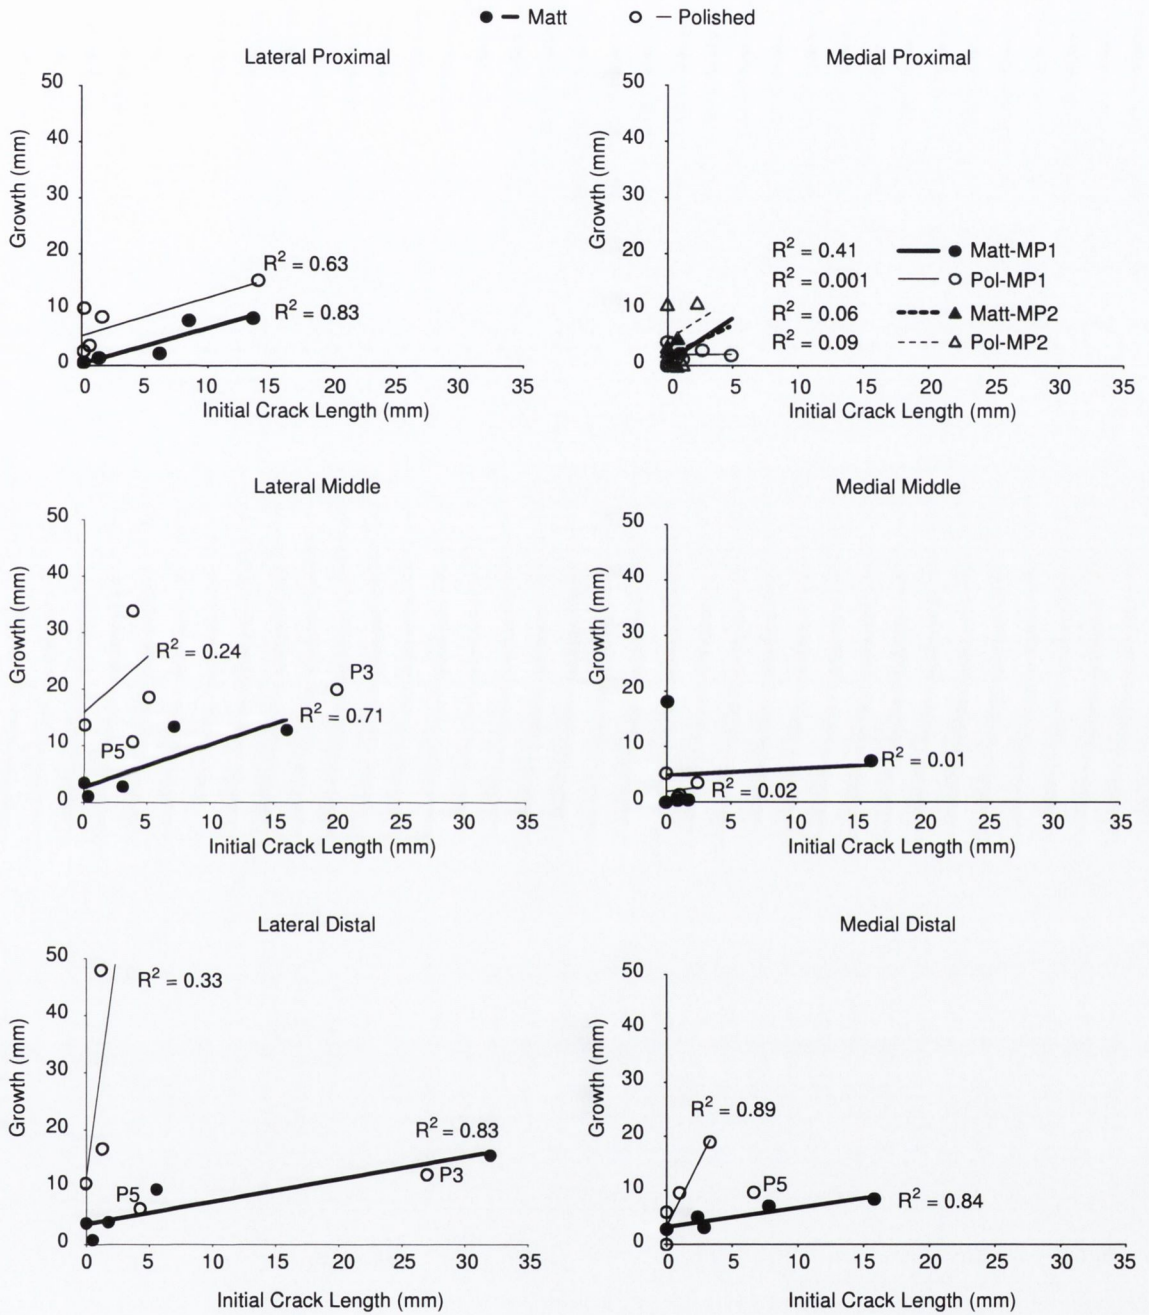 Matt Polished
Lateral Proximal
50
40
30
20
10
0
Growth (mm)
R² = 0.63
R² = 0.83
0 5 10 15 20 25 30 35
Initial Crack Length (mm)
Medial Proximal
50
40
30
20
10
0
Growth (mm)
R² = 0.41 Matt-MP1
R² = 0.001 Pol-MP1
R² = 0.06 Matt-MP2
R² = 0.09 Pol-MP2
0 5 10 15 20 25 30 35
Initial Crack Length (mm)
Lateral Middle
50
40
30
20
10
0
Growth (mm)
R² = 0.24
P3
R² = 0.71
P5
0 5 10 15 20 25 30 35
Initial Crack Length (mm)
Medial Middle
50
40
30
20
10
0
Growth (mm)
R² = 0.01
R² = 0.02
0 5 10 15 20 25 30 35
Initial Crack Length (mm)
Lateral Distal
50
40
30
20
10
0
Growth (mm)
R² = 0.33
R² = 0.83
P3
P5
0 5 10 15 20 25 30 35
Initial Crack Length (mm)
Medial Distal
50
40
30
20
10
0
Growth (mm)
R² = 0.89
P5
R² = 0.84
0 5 10 15 20 25 30 35
Initial Crack Length (mm)